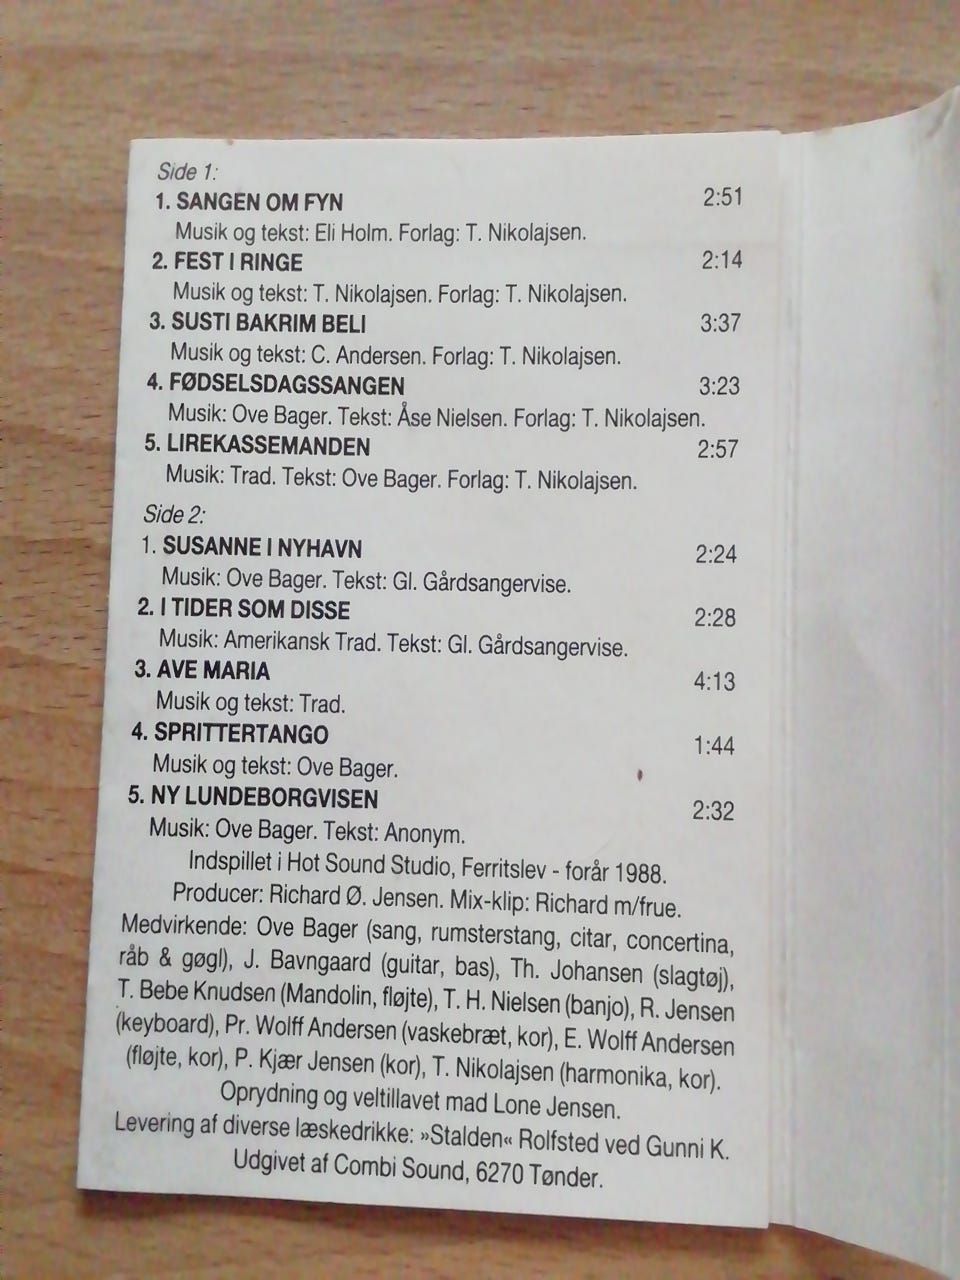 Side 1:
1. SANGEN OM FYN 2:51
Musik og tekst: Eli Holm. Forlag: T. Nikolajsen.
2. FEST I RINGE 2:14
Musik og tekst: T. Nikolajsen. Forlag: T. Nikolajsen.
3. SUSTI BAKRIM BELI 3:37
Musik og tekst: C. Andersen. Forlag: T. Nikolajsen.
4. FØDSELSDAGSSANGEN 3:23
Musik: Ove Bager. Tekst: Åse Nielsen. Forlag: T. Nikolajsen.
5. LIREKASSEMANDEN 2:57
Musik: Trad. Tekst: Ove Bager. Forlag: T. Nikolajsen.
Side 2:
1. SUSANNE I NYHAVN 2:24
Musik: Ove Bager. Tekst: Gl. Gårdsangervise.
2. I TIDER SOM DISSE 2:28
Musik: Amerikansk Trad. Tekst: Gl. Gårdsangervise.
3. AVE MARIA 4:13
Musik og tekst: Trad.
4. SPRITTERTANGO 1:44
Musik og tekst: Ove Bager.
5. NY LUNDEBORGVISEN 2:32
Musik: Ove Bager. Tekst: Anonym.
Indspillet i Hot Sound Studio, Ferritslev - forår 1988.
Producer: Richard Ø. Jensen. Mix-klip: Richard m/frue.
Medvirkende: Ove Bager (sang, rumsterstang, citar, concertina,
råb & gøgl), J. Bavngaard (guitar, bas), Th. Johansen (slagtøj),
T. Bebe Knudsen (Mandolin, fløjte), T. H. Nielsen (banjo), R. Jensen
(keyboard), Pr. Wolff Andersen (vaskebræt, kor), E. Wolff Andersen
(fløjte, kor), P. Kjær Jensen (kor), T. Nikolajsen (harmonika, kor).
Oprydning og veltillavet mad Lone Jensen.
Levering af diverse læskedrikke: »Stalden« Rolfsted ved Gunni K.
Udgivet af Combi Sound, 6270 Tønder.